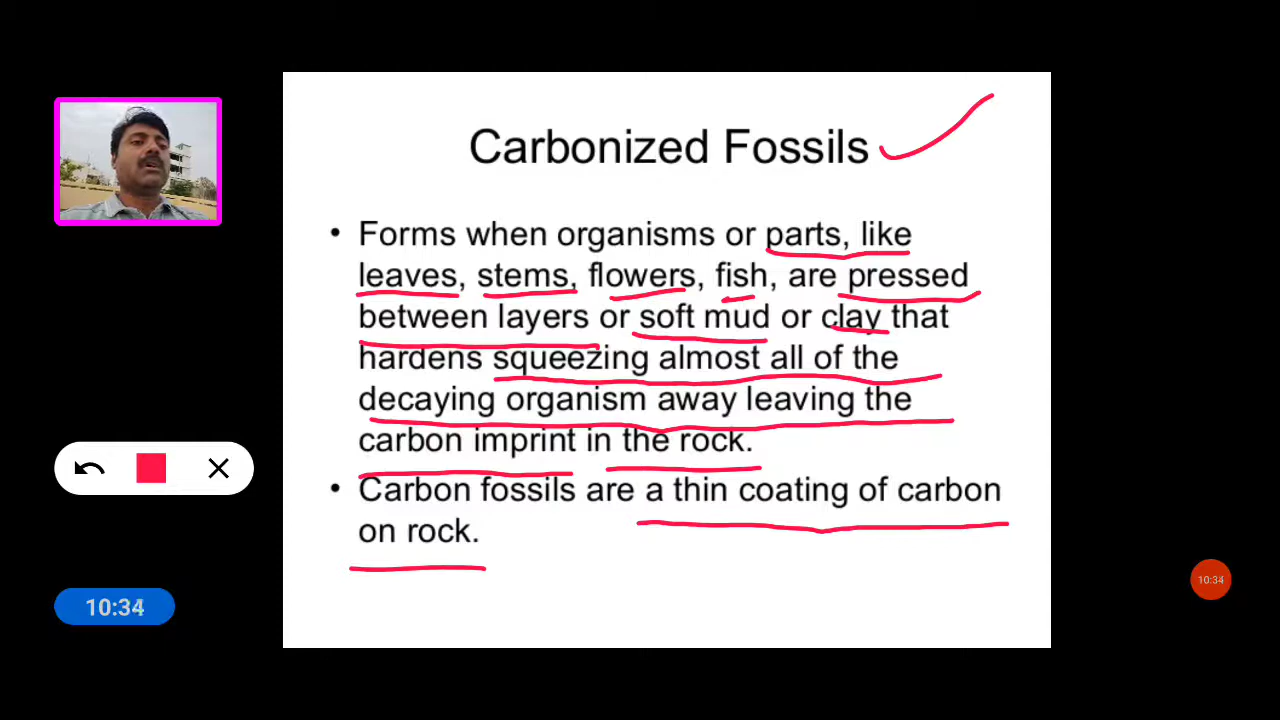 Carbonized Fossils
• Forms when organisms or parts, like
leaves, stems, flowers, fish, are pressed
between layers or soft mud or clay that
hardens squeezing almost all of the
decaying organism away leaving the
carbon imprint in the rock.
• Carbon fossils are a thin coating of carbon
on rock.
10:34
10:34